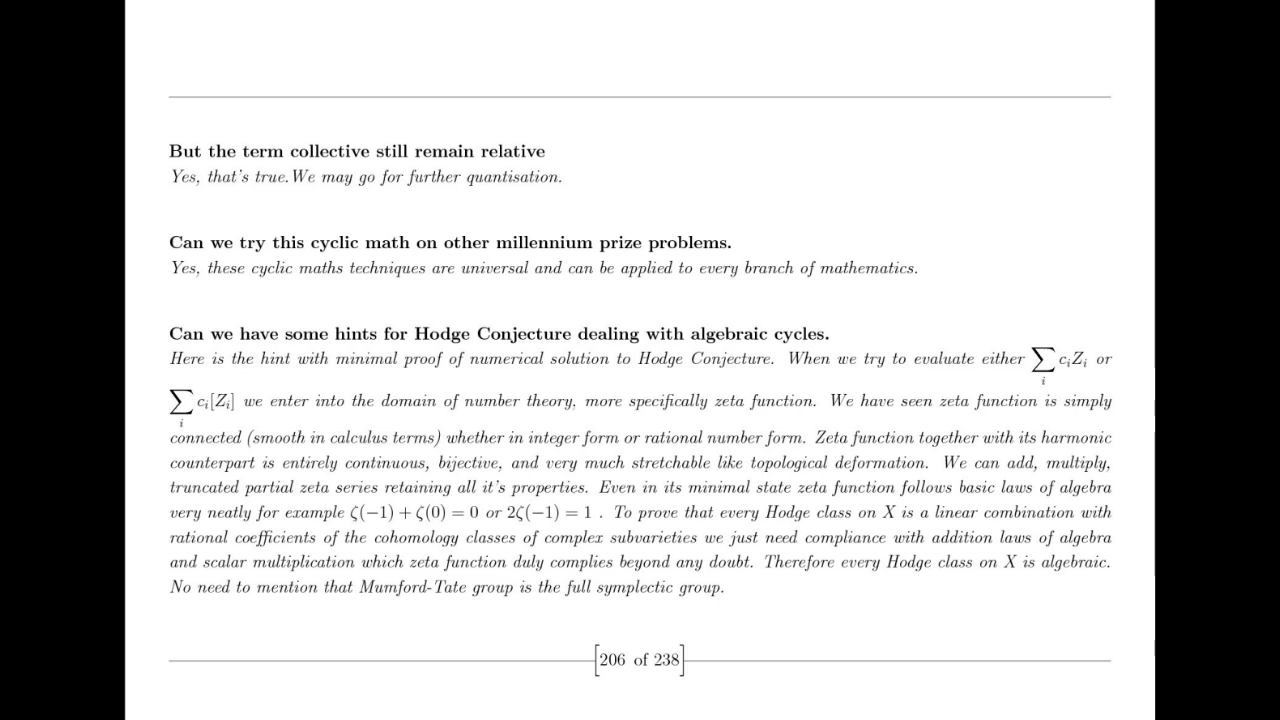 But the term collective still remain relative
Yes, that's true.We may go for further quantisation.
Can we try this cyclic math on other millennium prize problems.
Yes, these cyclic maths techniques are universal and can be applied to every branch of mathematics.
Can we have some hints for Hodge Conjecture dealing with algebraic cycles.
Here is the hint with minimal proof of numerical solution to Hodge Conjecture. When we try to evaluate either ∑_i c_iZ_i or
∑_i c_i[Z_i] we enter into the domain of number theory, more specifically zeta function. We have seen zeta function is simply
connected (smooth in calculus terms) whether in integer form or rational number form. Zeta function together with its harmonic
counterpart is entirely continuous, bijective, and very much stretchable like topological deformation. We can add, multiply,
truncated partial zeta series retaining all it's properties. Even in its minimal state zeta function follows basic laws of algebra
very neatly for example ζ(−1) + ζ(0) = 0 or 2ζ(−1) = 1 . To prove that every Hodge class on X is a linear combination with
rational coefficients of the cohomology classes of complex subvarieties we just need compliance with addition laws of algebra
and scalar multiplication which zeta function duly complies beyond any doubt. Therefore every Hodge class on X is algebraic.
No need to mention that Mumford-Tate group is the full symplectic group.
[206 of 238]